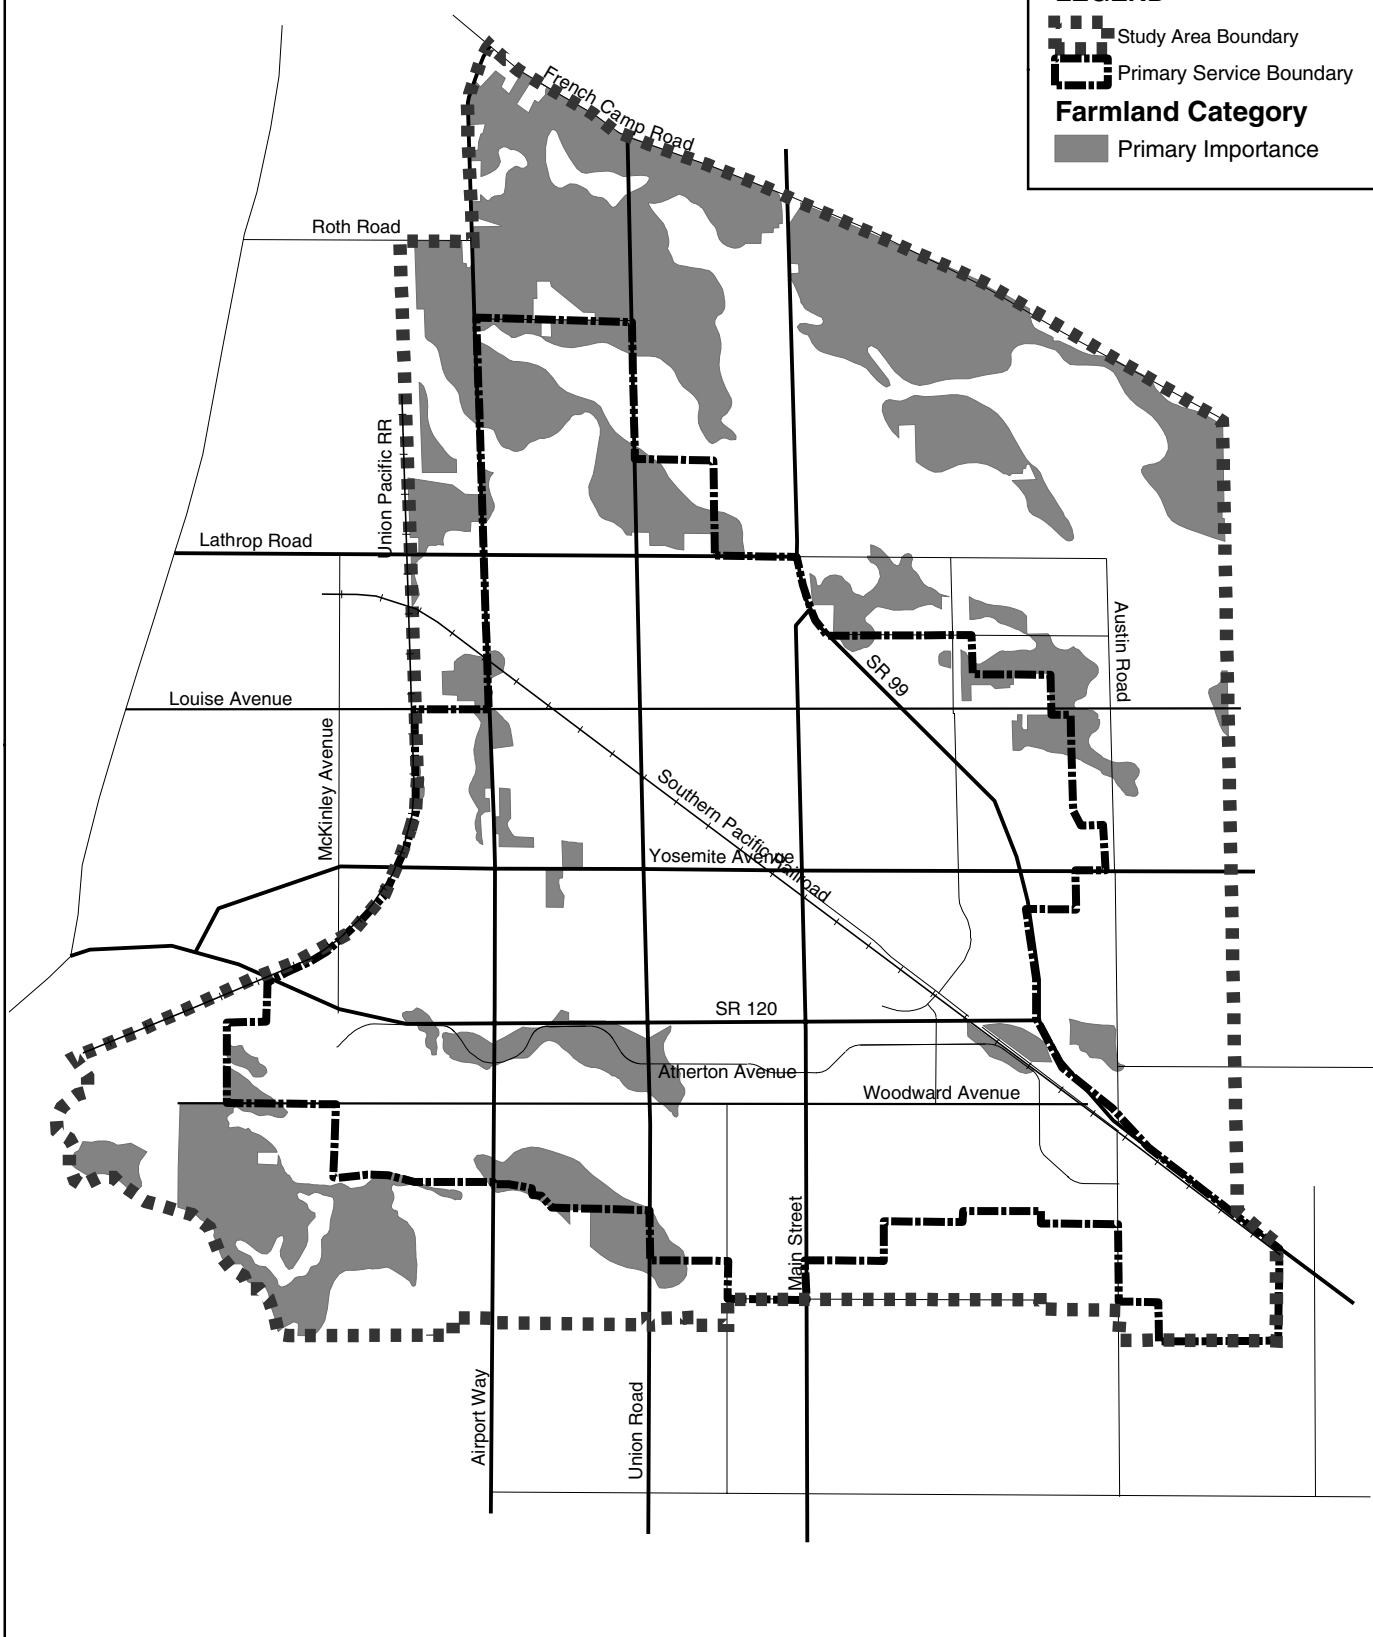 LEGEND
Study Area Boundary
Primary Service Boundary
Farmland Category
Primary Importance
French Camp Road
Roth Road
Union Pacific RR
Lathrop Road
Austin Road
SR 99
Louise Avenue
McKinley Avenue
Southern Pacific Railroad
Yosemite Avenue
SR 120
Atherton Avenue
Woodward Avenue
Main Street
Airport Way
Union Road